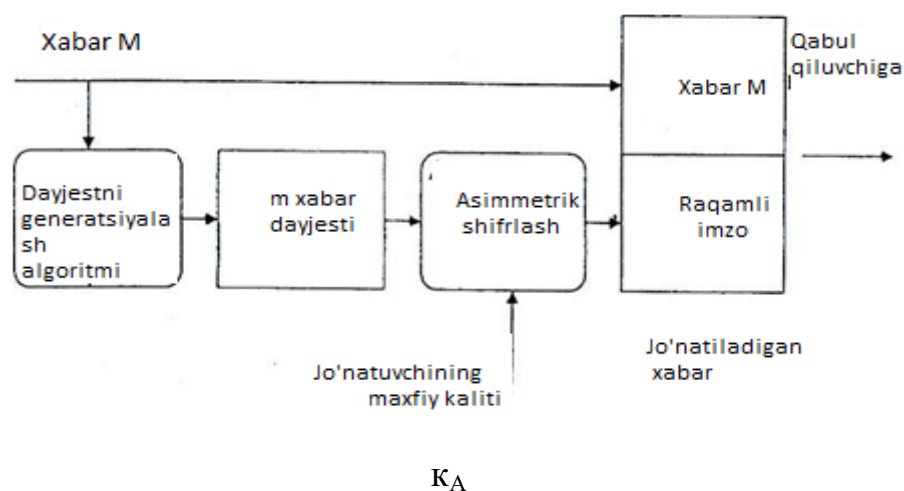 Xabar M
Qabul
qiluvchiga
Xabar M
Dayjestni
generatsiyala
sh
algoritmi
m xabar
dayjesti
Asimmetrik
shifrlash
Raqamli
imzo
Jo'natuvchining
maxfiy kaliti
Jo'natiladigan
xabar
кA